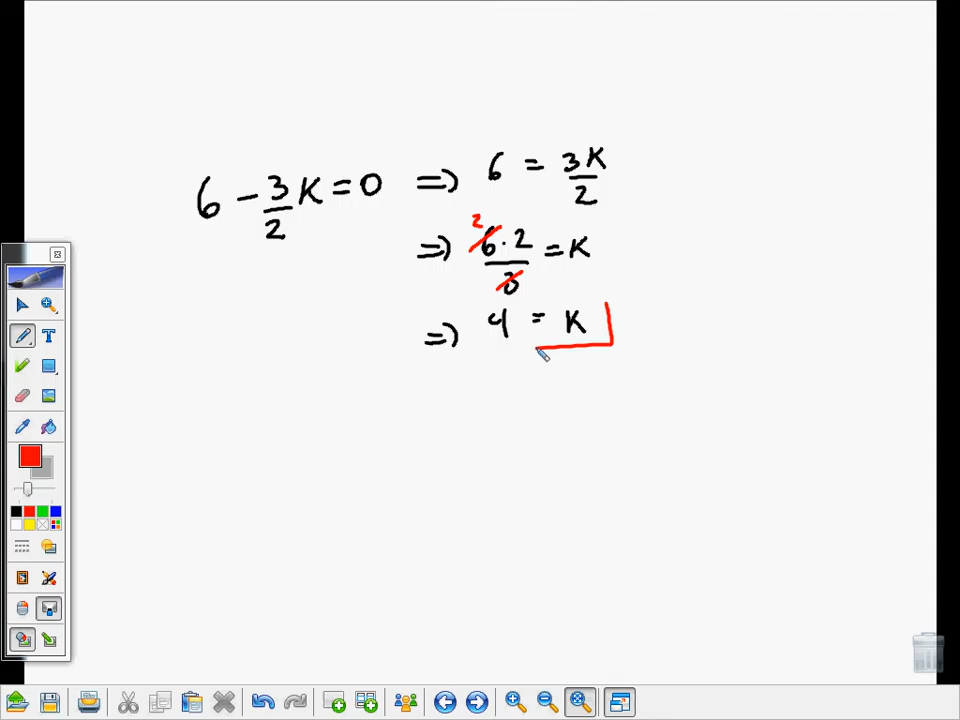 6 - 3/2 K = 0 => 6 = 3K/2
=> 2 6·2/3 = K
=> 4 = K
T